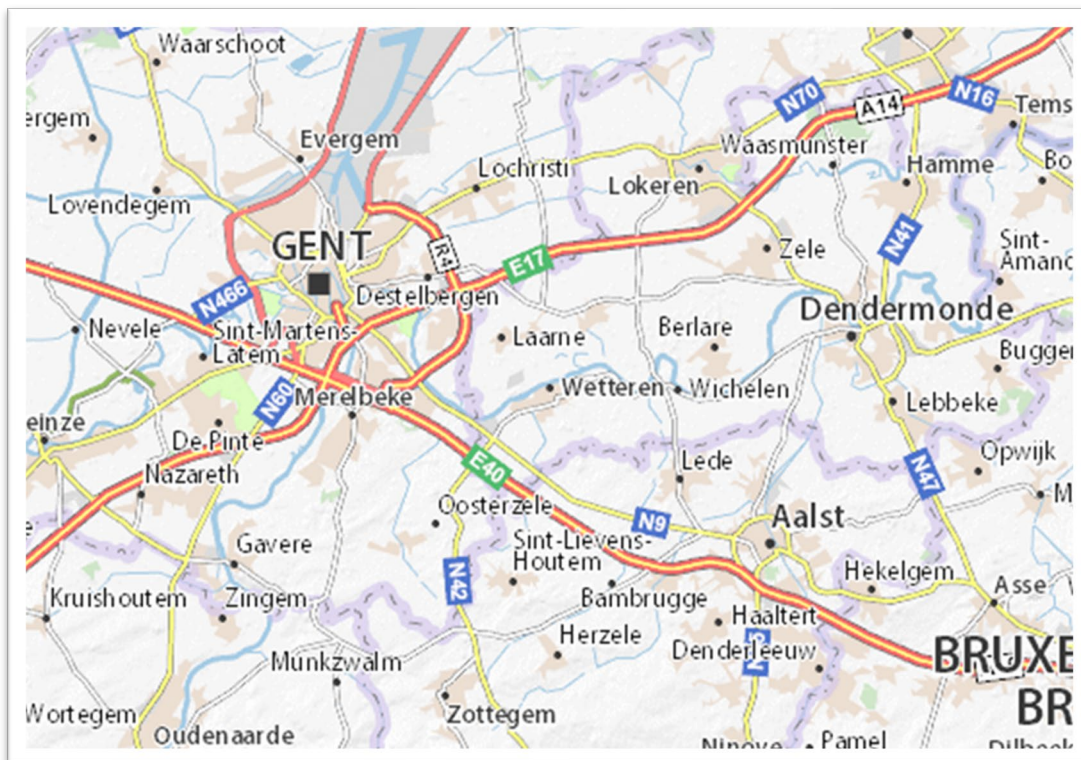 Waarschoot
N70
A14
N16
Tems
ergem
Evergem
Waasmunster
Lochristi
Hamme
Bo
Lokeren
Lovendegem
GENT
R4
N41
Sint-
Amand
E17
Zele
N466
Destelbergen
Dendermonde
Nevele
Sint-Martens-
Latem
Laarne
Berlare
Bugger
N60
Merelbeke
Wetteren
Wichelen
Lebbeke
einze
De Pinte
Nazareth
E40
Lede
Opwijk
N47
M
Oosterzele
N9
Aalst
Sint-Lievens-
Houtem
Gavere
N42
Hekelgem
Kruishoutem
Zingem
Bambrugge
Asse
Haaltert
Herzele
Denderleeuw
BRUXE
BR
Munkzwalm
Wortegem
Oudenaarde
Zottegem
Ninove
Pamel
Dilbeek